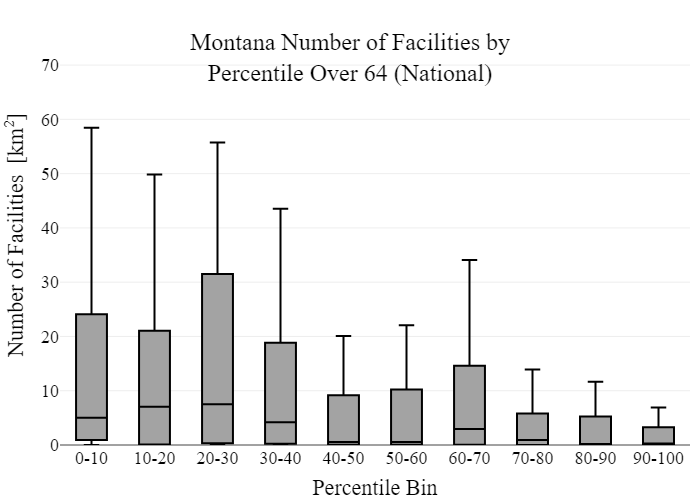 Montana Number of Facilities by
Percentile Over 64 (National)
Number of Facilities [km²]
70
60
50
40
30
20
10
0
0-10 10-20 20-30 30-40 40-50 50-60 60-70 70-80 80-90 90-100
Percentile Bin